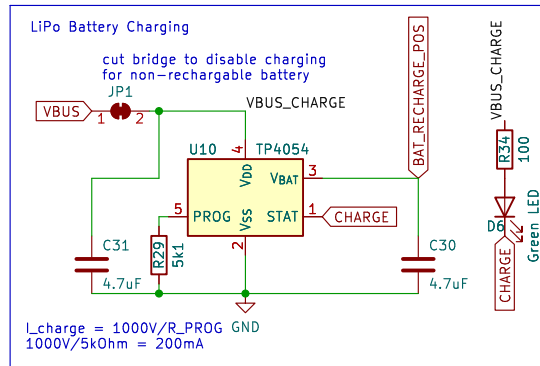 LiPo Battery Charging
cut bridge to disable charging
for non-rechargable battery
JP1
VBUS
1
2
VBUS_CHARGE
BAT_RECHARGE_POS
VBUS_CHARGE
U10
TP4054
4
VDD
VBAT
3
5
PROG
VSS
STAT
1
CHARGE
2
R29
5k1
C31
4.7uF
C30
4.7uF
GND
R34
100
D6
Green LED
CHARGE
I_charge = 1000V/R_PROG
1000V/5kOhm = 200mA